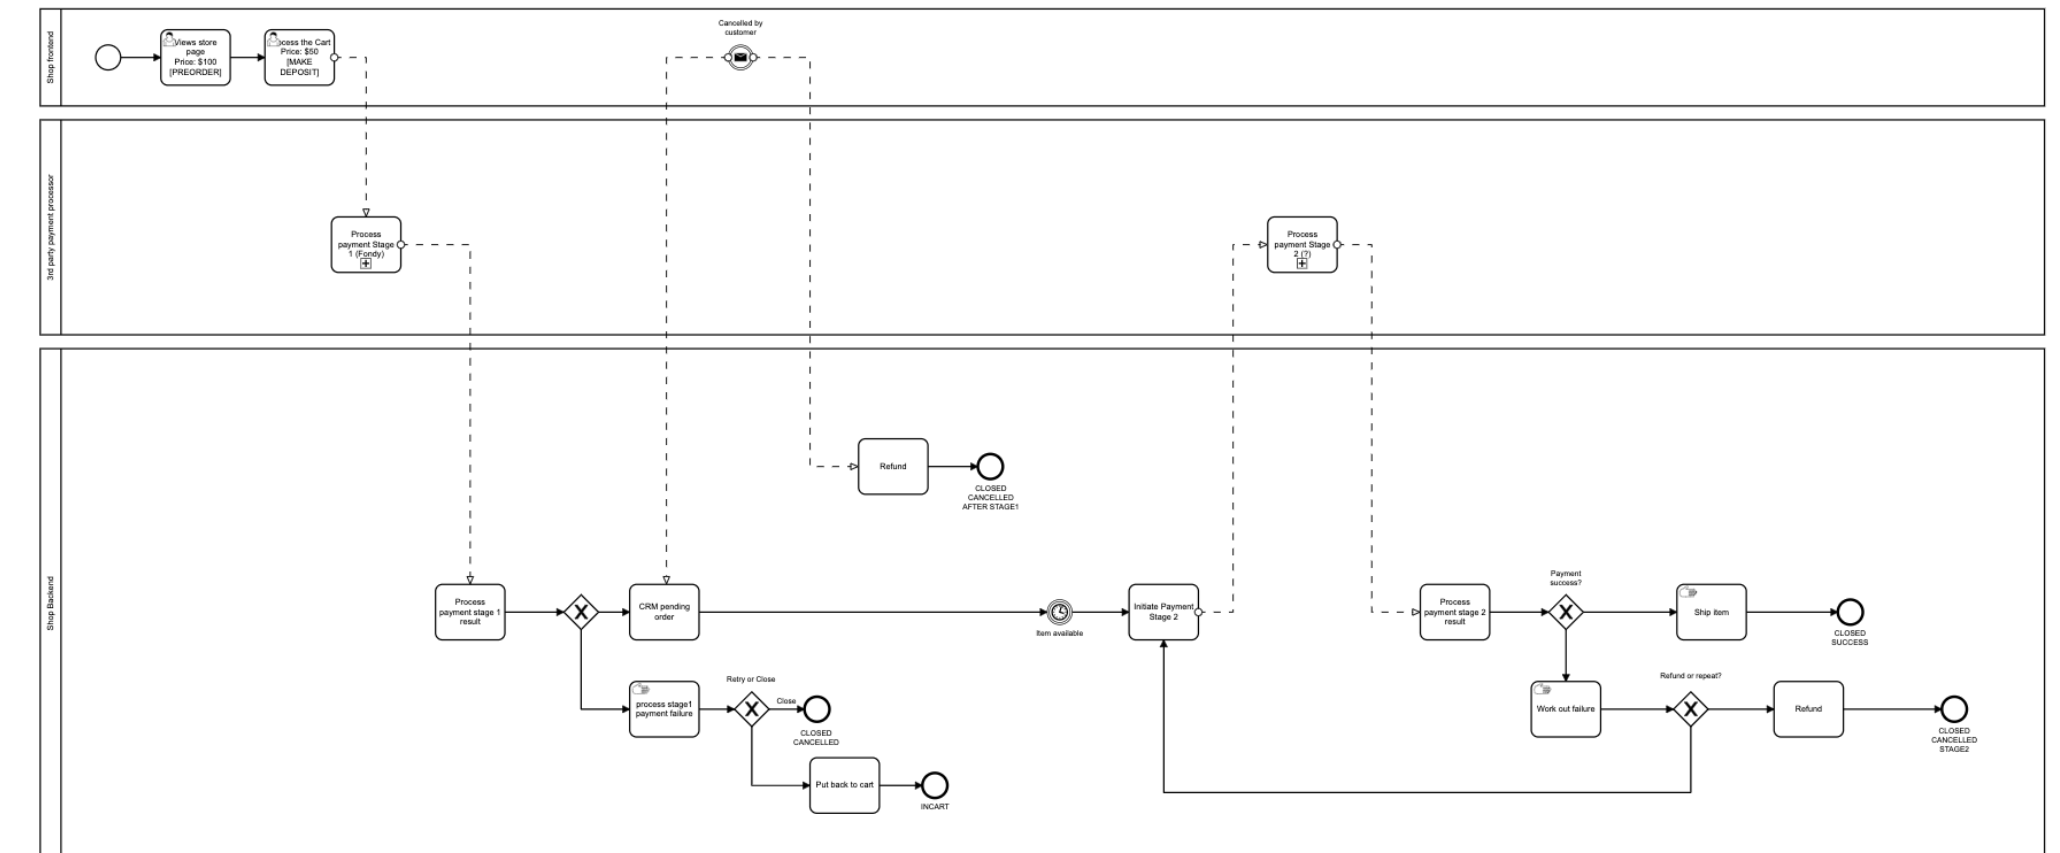 Shop frontend
Views store
page
Price: $100
[PREORDER]
the Cart
Price: $50
[MAKE
DEPOSIT]
Cancelled by
customer
3rd party payment processor
Process
payment Stage
1 (Fondy)
Process
payment Stage
2 (?)
Shop Backend
Refund
CLOSED
CANCELLED
AFTER STAGE1
Process
payment stage 1
result
CRM pending
order
Item available
Initiate Payment
Stage 2
Process
payment stage 2
result
Payment
success?
Ship item
CLOSED
SUCCESS
process stage1
payment failure
Retry or Close
Close
CLOSED
CANCELLED
Put back to cart
INCART
Work out failure
Refund or repeat?
Refund
CLOSED
CANCELLED
STAGE2